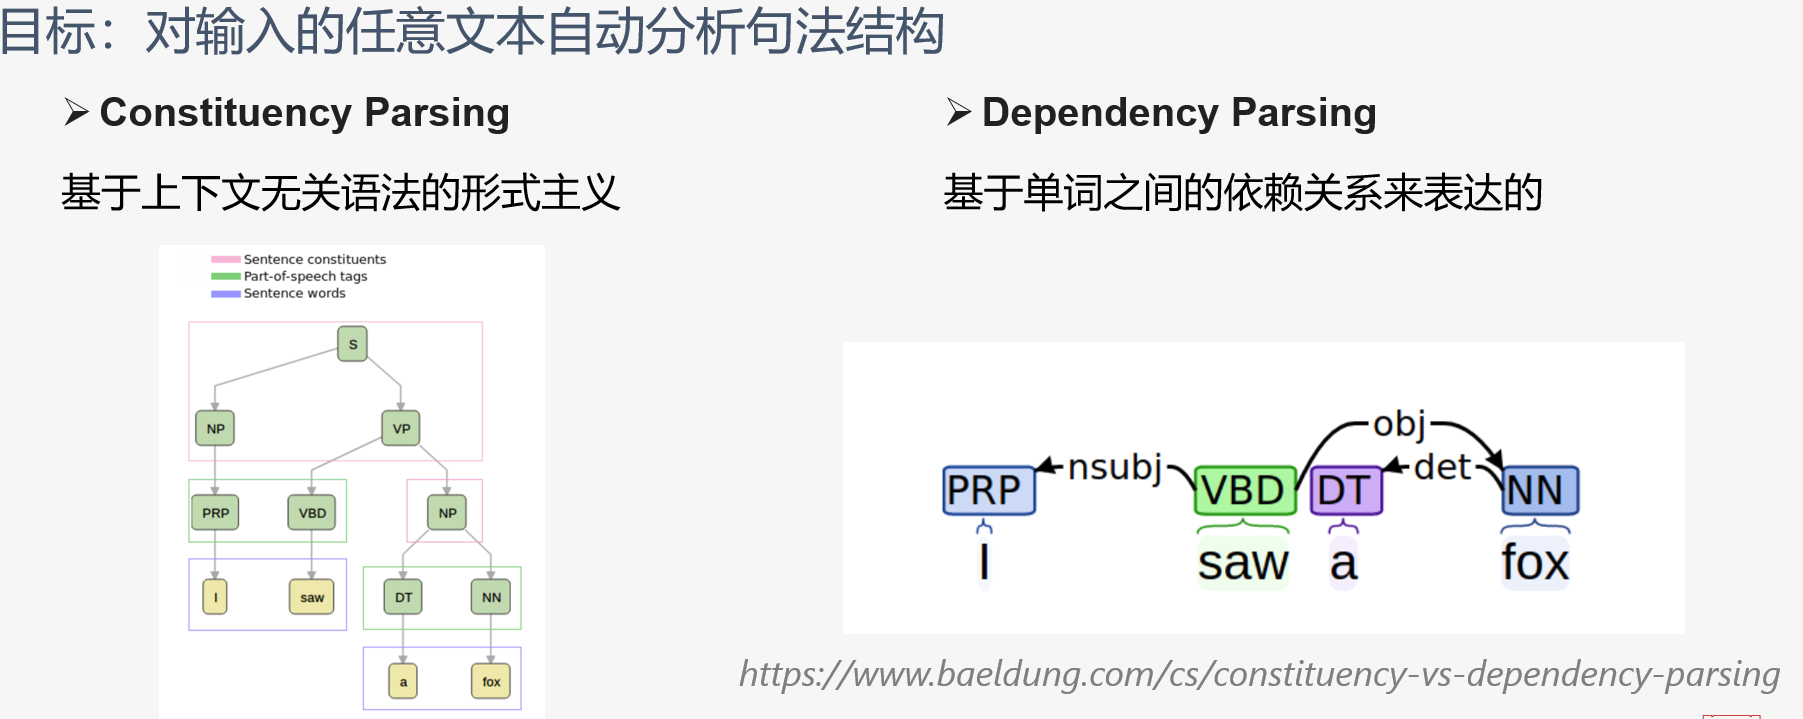 目标：对输入的任意文本自动分析句法结构
➢ Constituency Parsing
基于上下文无关语法的形式主义
Sentence constituents
Part-of-speech tags
Sentence words
S
NP VP
PRP VBD NP
I saw DT NN
a fox
➢ Dependency Parsing
基于单词之间的依赖关系来表达的
obj
nsubj det
PRP VBD DT NN
I saw a fox
https://www.baeldung.com/cs/constituency-vs-dependency-parsing